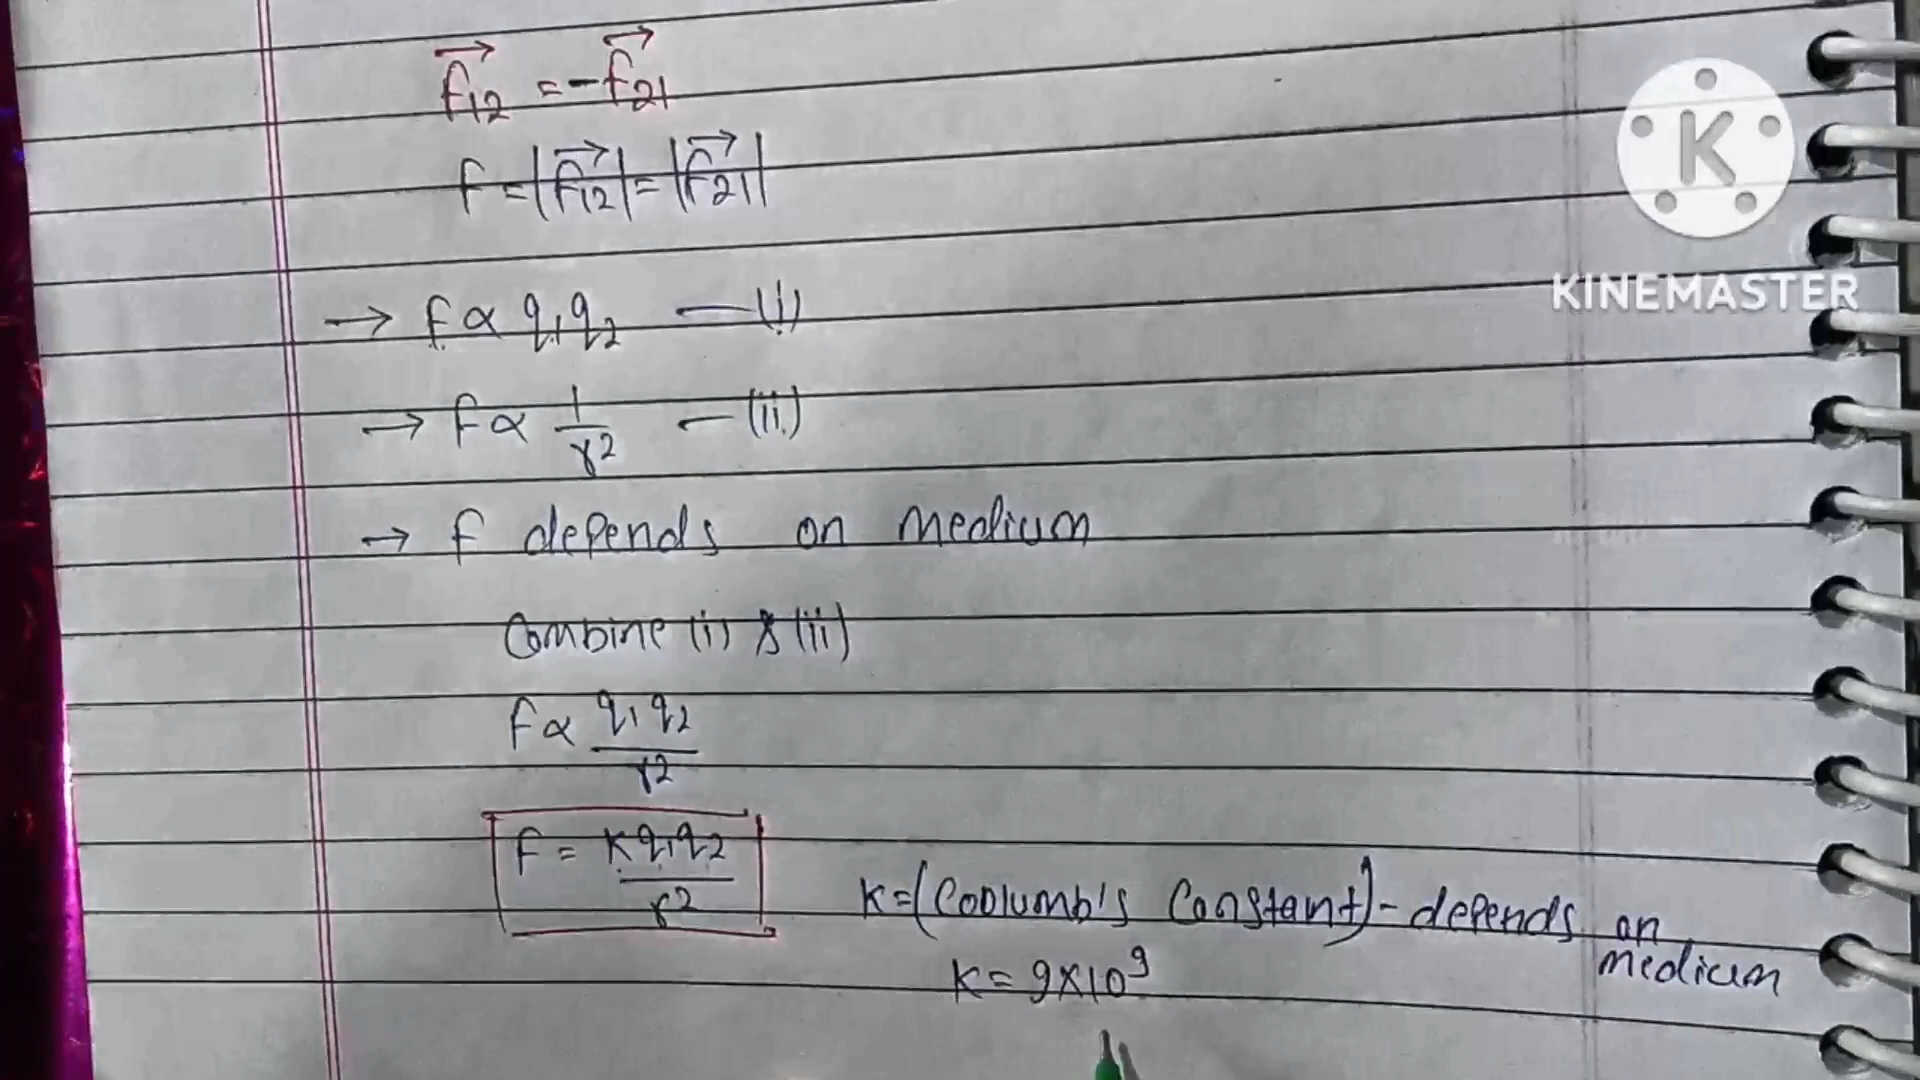 F₁₂ = -F₂₁
F = |F₁₂| = |F₂₁|
→ F ∝ q₁q₂ — (i)
→ F ∝ 1/r² — (ii)
→ F depends on medium
Combine (i) & (ii)
F ∝ q₁q₂/r²
F = Kq₁q₂/r²
K=(Coolumb's Constant)- depends on medium
K= 9×10⁹
K
KINEMASTER